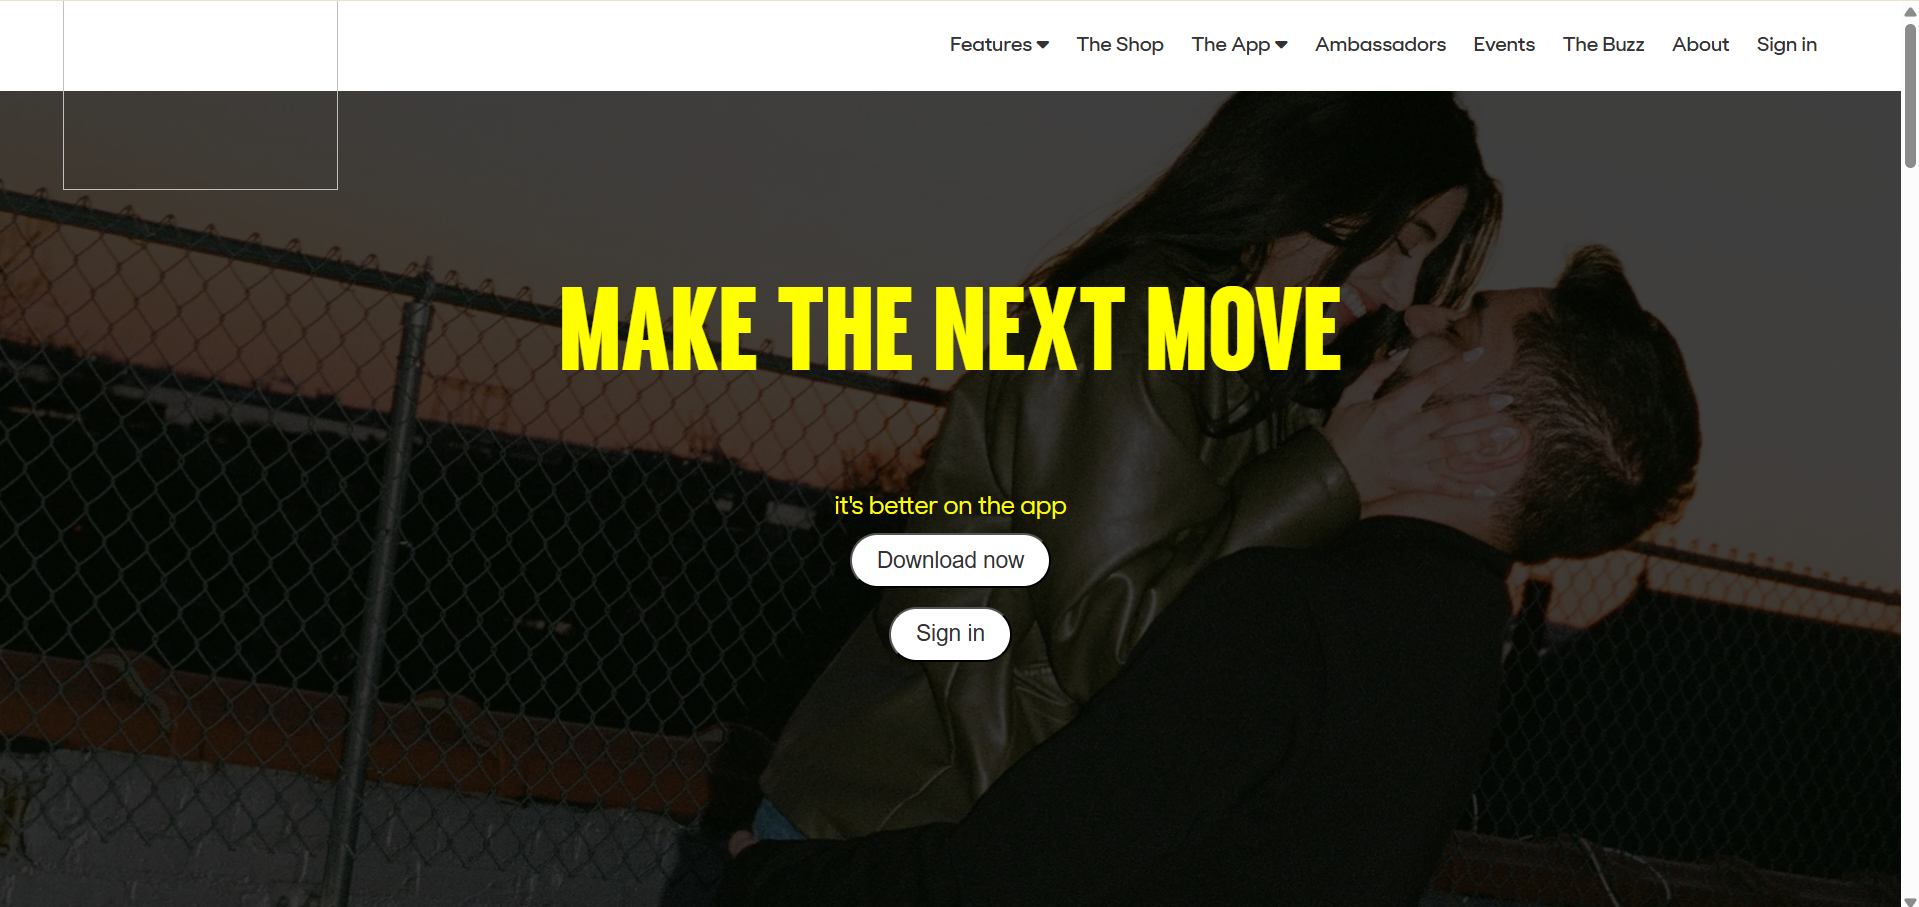 Features The Shop The App Ambassadors Events The Buzz About Sign in
MAKE THE NEXT MOVE
it's better on the app
Download now
Sign in